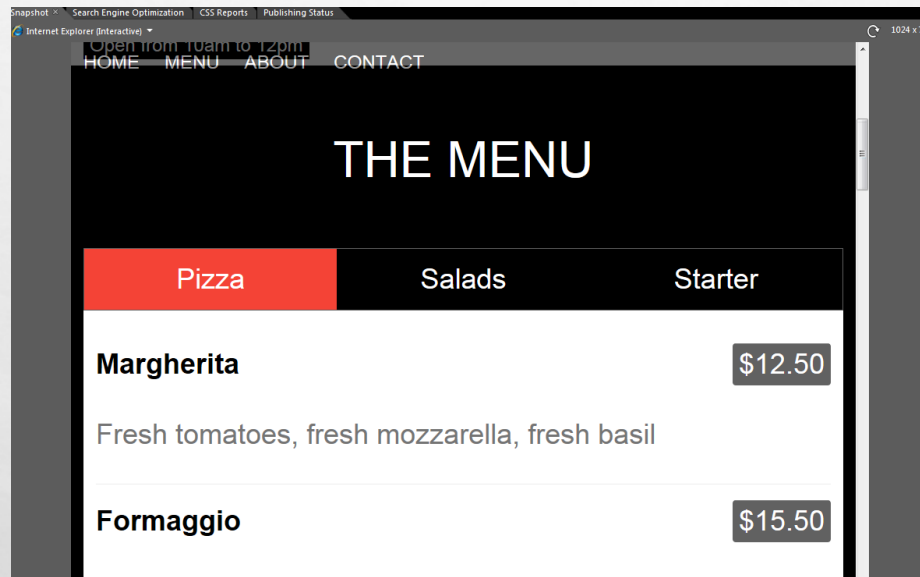 Snapshot × Search Engine Optimization CSS Reports Publishing Status
Internet Explorer (Interactive) 1024 x
Open from 10am to 12pm
HOME MENU ABOUT CONTACT
THE MENU
Pizza Salads Starter
Margherita $12.50
Fresh tomatoes, fresh mozzarella, fresh basil
Formaggio $15.50